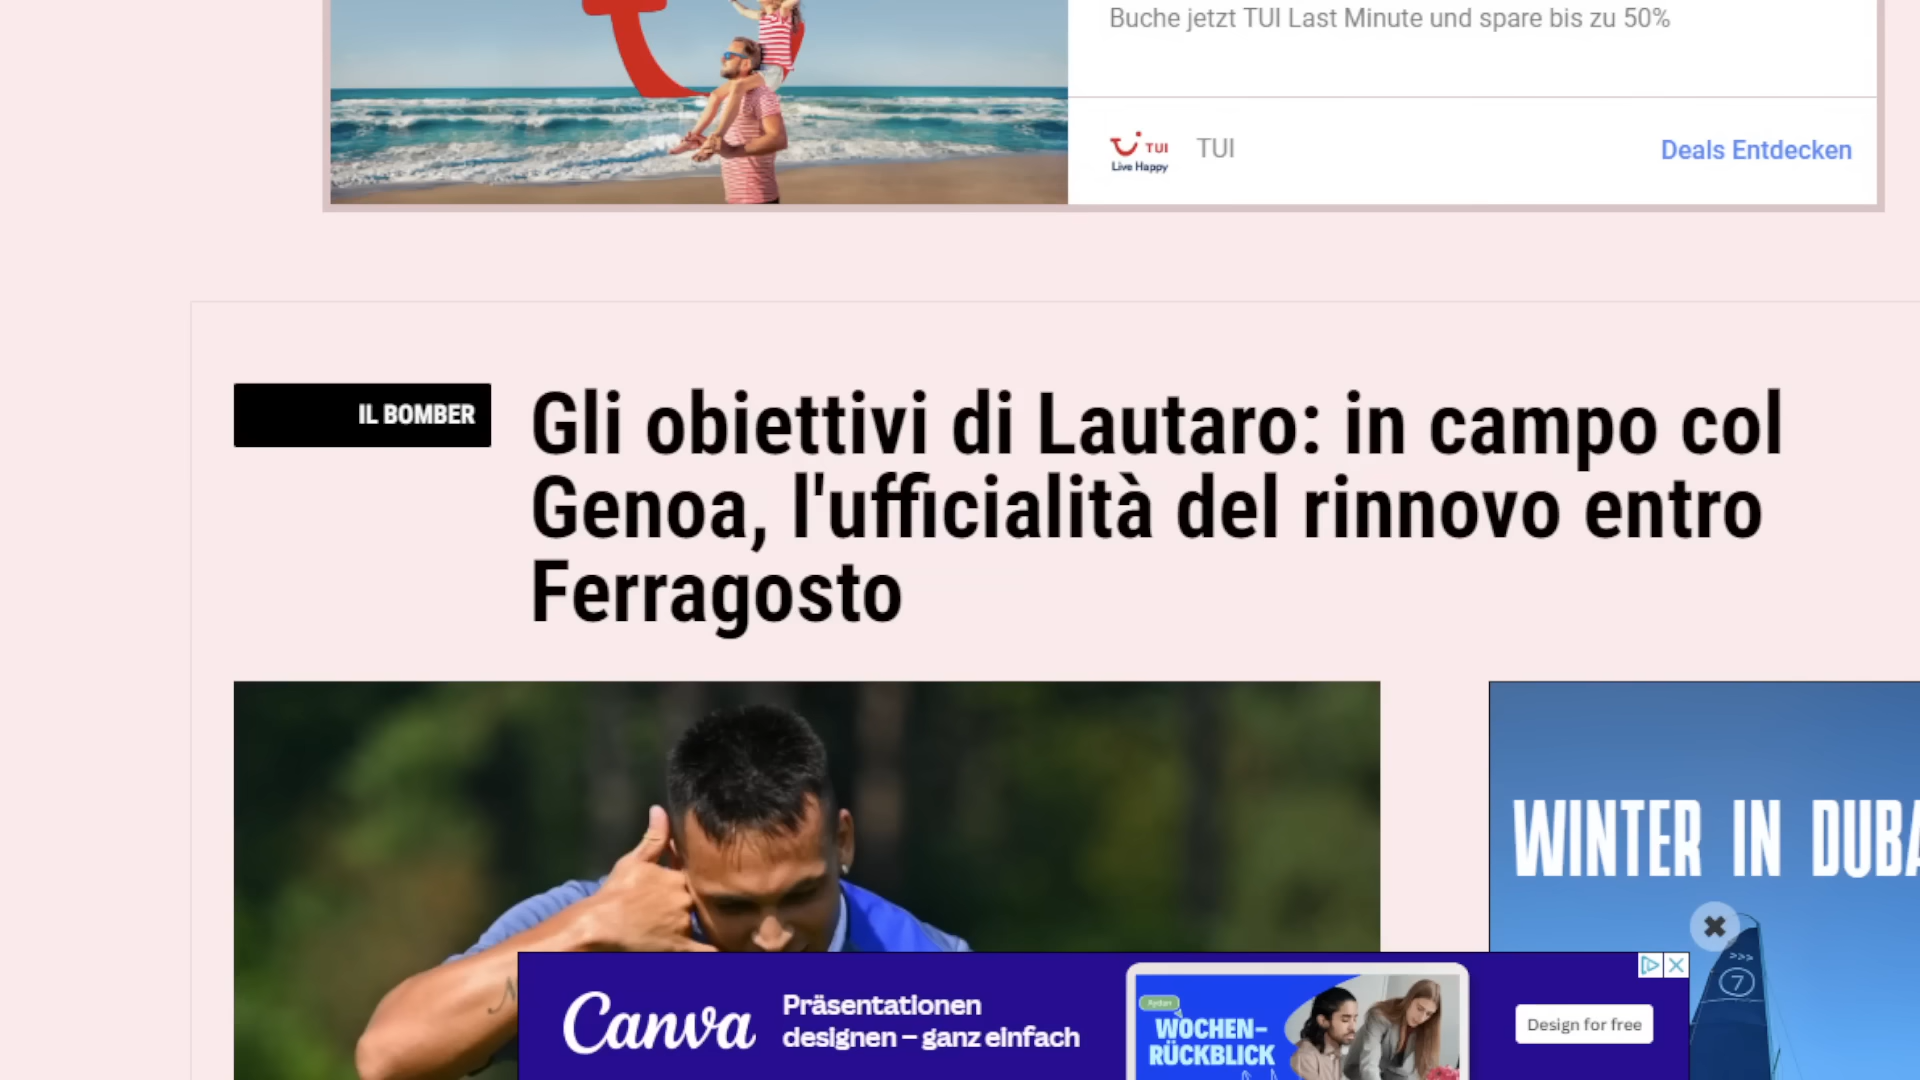 Buche jetzt TUI Last Minute und spare bis zu 50%
TUI
Live Happy
TUI
Deals Entdecken
IL BOMBER
Gli obiettivi di Lautaro: in campo col
Genoa, l'ufficialità del rinnovo entro
Ferragosto
WINTER IN DUBA
>>>
7
Canva
Präsentationen
designen – ganz einfach
WOCHEN-
RÜCKBLICK
Design for free